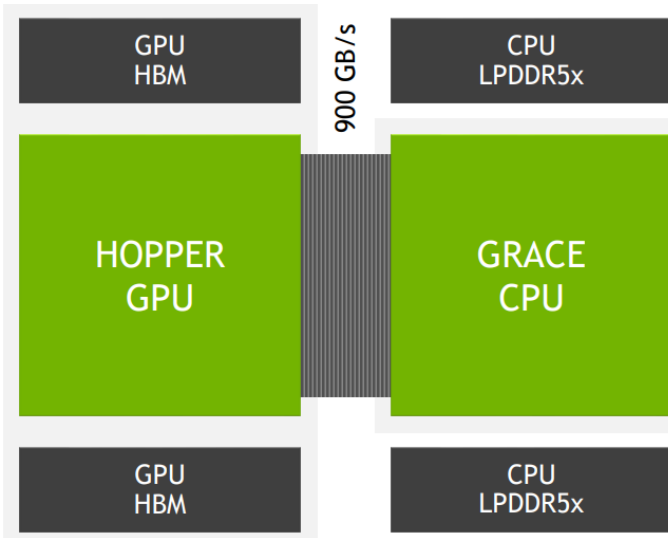 GPU
HBM
900 GB/s
CPU
LPDDR5x
HOPPER
GPU
GRACE
CPU
GPU
HBM
CPU
LPDDR5x